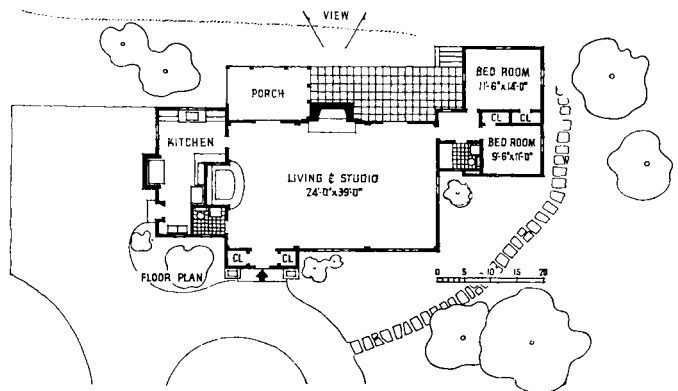 VIEW
BED ROOM
11'-6"x14'-0"
PORCH
CL
CL
KITCHEN
BED ROOM
9'-6"x11'-0"
LIVING & STUDIO
24'-0"x39'-0"
CL
CL
FLOOR PLAN
0 5 10 15 20